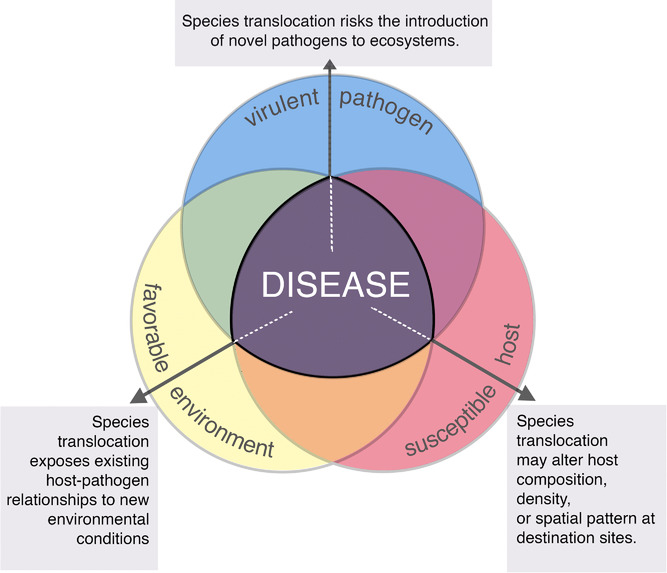 Species translocation risks the introduction
of novel pathogens to ecosystems.
virulent pathogen
DISEASE
favorable environment
susceptible host
Species
translocation
exposes existing
host-pathogen
relationships to new
environmental
conditions
Species
translocation
may alter host
composition,
density,
or spatial pattern at
destination sites.